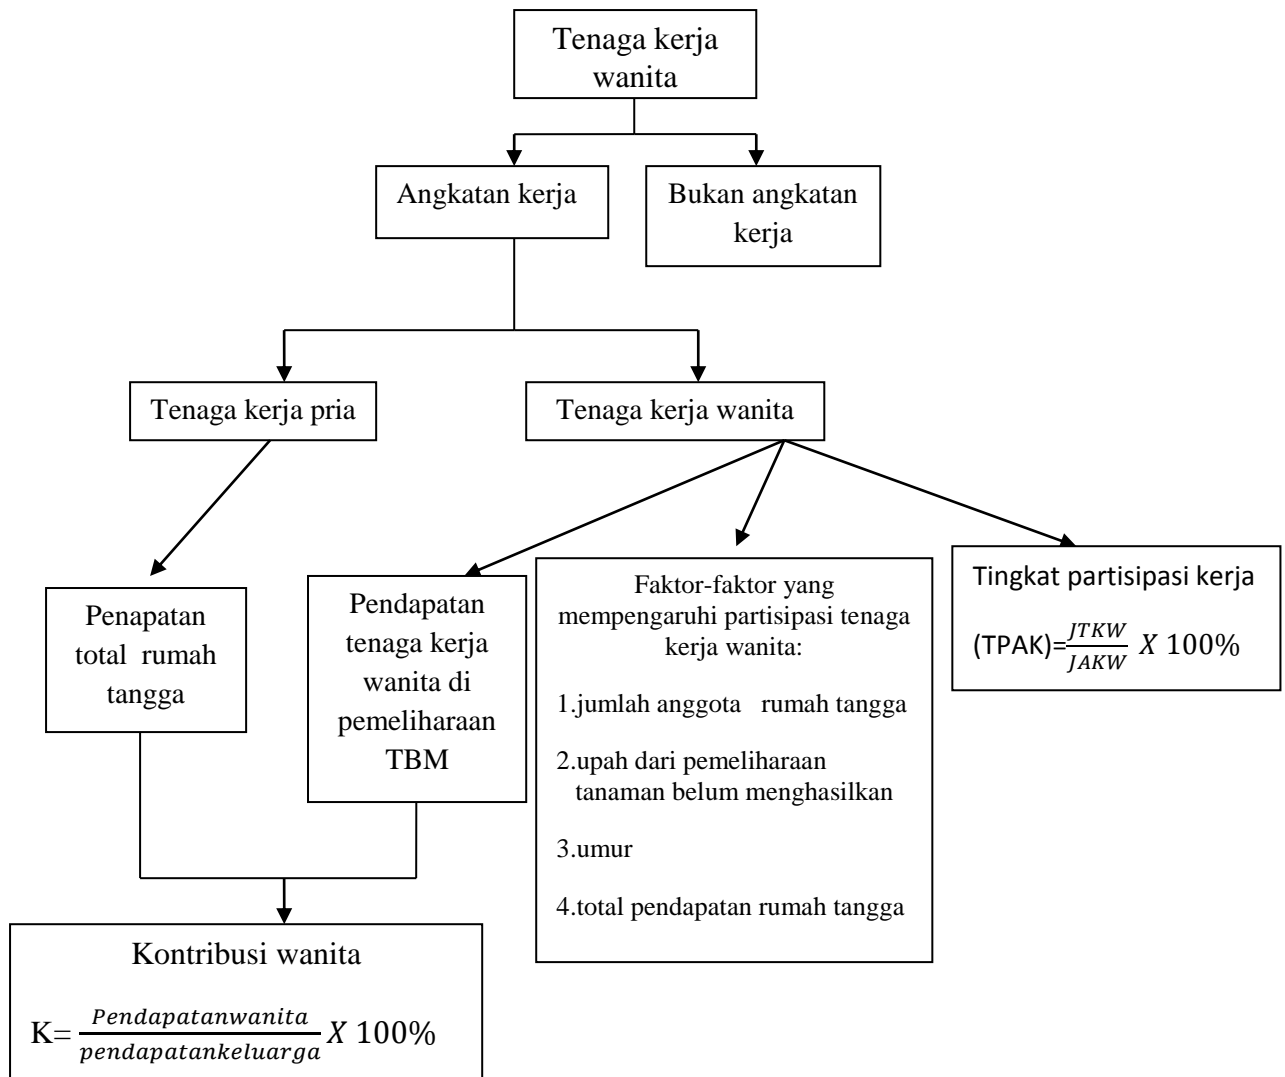 Tenaga kerja
wanita
Angkatan kerja
Bukan angkatan
kerja
Tenaga kerja pria
Tenaga kerja wanita
Penapatan
total rumah
tangga
Pendapatan
tenaga kerja
wanita di
pemeliharaan
TBM
Faktor-faktor yang
mempengaruhi partisipasi tenaga
kerja wanita:
1.jumlah anggota rumah tangga
2.upah dari pemeliharaan
tanaman belum menghasilkan
3.umur
4.total pendapatan rumah tangga
Tingkat partisipasi kerja
(TPAK)=JTKW/JAKW X 100%
Kontribusi wanita
K= Pendapatanwanita/pendapatankeluarga X 100%